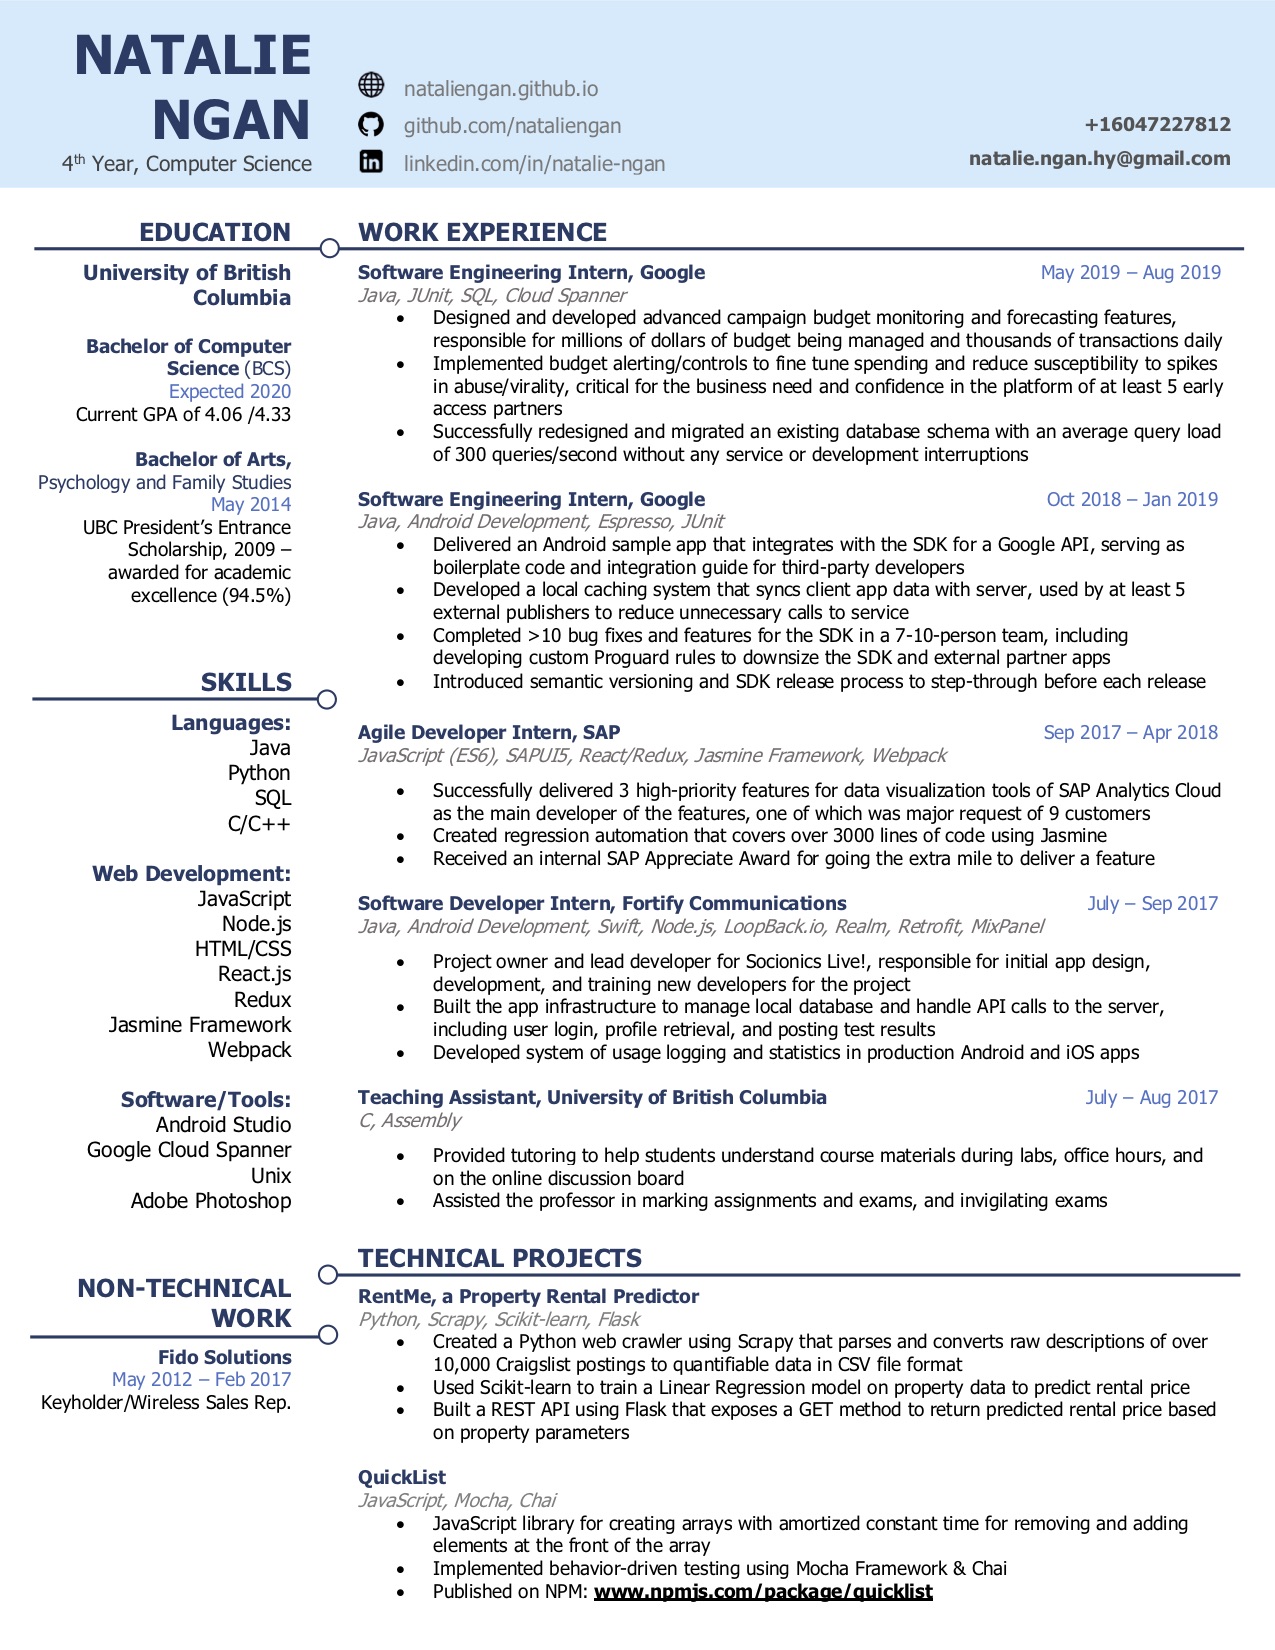 NATALIE
NGAN
4th Year, Computer Science
nataliengan.github.io
github.com/nataliengan
linkedin.com/in/natalie-ngan
+16047227812
natalie.ngan.hy@gmail.com
EDUCATION
University of British
Columbia
Bachelor of Computer
Science (BCS)
Expected 2020
Current GPA of 4.06 /4.33
Bachelor of Arts,
Psychology and Family Studies
May 2014
UBC President’s Entrance
Scholarship, 2009 –
awarded for academic
excellence (94.5%)
SKILLS
Languages:
Java
Python
SQL
C/C++
Web Development:
JavaScript
Node.js
HTML/CSS
React.js
Redux
Jasmine Framework
Webpack
Software/Tools:
Android Studio
Google Cloud Spanner
Unix
Adobe Photoshop
NON-TECHNICAL
WORK
Fido Solutions
May 2012 – Feb 2017
Keyholder/Wireless Sales Rep.
WORK EXPERIENCE
Software Engineering Intern, Google May 2019 – Aug 2019
Java, JUnit, SQL, Cloud Spanner
• Designed and developed advanced campaign budget monitoring and forecasting features,
responsible for millions of dollars of budget being managed and thousands of transactions daily
• Implemented budget alerting/controls to fine tune spending and reduce susceptibility to spikes
in abuse/virality, critical for the business need and confidence in the platform of at least 5 early
access partners
• Successfully redesigned and migrated an existing database schema with an average query load
of 300 queries/second without any service or development interruptions
Software Engineering Intern, Google Oct 2018 – Jan 2019
Java, Android Development, Espresso, JUnit
• Delivered an Android sample app that integrates with the SDK for a Google API, serving as
boilerplate code and integration guide for third-party developers
• Developed a local caching system that syncs client app data with server, used by at least 5
external publishers to reduce unnecessary calls to service
• Completed >10 bug fixes and features for the SDK in a 7-10-person team, including
developing custom Proguard rules to downsize the SDK and external partner apps
• Introduced semantic versioning and SDK release process to step-through before each release
Agile Developer Intern, SAP Sep 2017 – Apr 2018
JavaScript (ES6), SAPUI5, React/Redux, Jasmine Framework, Webpack
• Successfully delivered 3 high-priority features for data visualization tools of SAP Analytics Cloud
as the main developer of the features, one of which was major request of 9 customers
• Created regression automation that covers over 3000 lines of code using Jasmine
• Received an internal SAP Appreciate Award for going the extra mile to deliver a feature
Software Developer Intern, Fortify Communications July – Sep 2017
Java, Android Development, Swift, Node.js, LoopBack.io, Realm, Retrofit, MixPanel
• Project owner and lead developer for Socionics Live!, responsible for initial app design,
development, and training new developers for the project
• Built the app infrastructure to manage local database and handle API calls to the server,
including user login, profile retrieval, and posting test results
• Developed system of usage logging and statistics in production Android and iOS apps
Teaching Assistant, University of British Columbia July – Aug 2017
C, Assembly
• Provided tutoring to help students understand course materials during labs, office hours, and
on the online discussion board
• Assisted the professor in marking assignments and exams, and invigilating exams
TECHNICAL PROJECTS
RentMe, a Property Rental Predictor
Python, Scrapy, Scikit-learn, Flask
• Created a Python web crawler using Scrapy that parses and converts raw descriptions of over
10,000 Craigslist postings to quantifiable data in CSV file format
• Used Scikit-learn to train a Linear Regression model on property data to predict rental price
• Built a REST API using Flask that exposes a GET method to return predicted rental price based
on property parameters
QuickList
JavaScript, Mocha, Chai
• JavaScript library for creating arrays with amortized constant time for removing and adding
elements at the front of the array
• Implemented behavior-driven testing using Mocha Framework & Chai
• Published on NPM: www.npmjs.com/package/quicklist